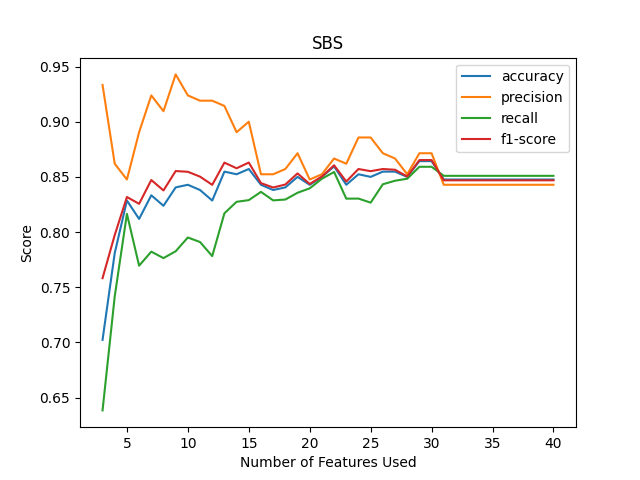 SBS
0.95
0.90
0.85
0.80
0.75
0.70
0.65
Score
accuracy
precision
recall
f1-score
5 10 15 20 25 30 35 40
Number of Features Used